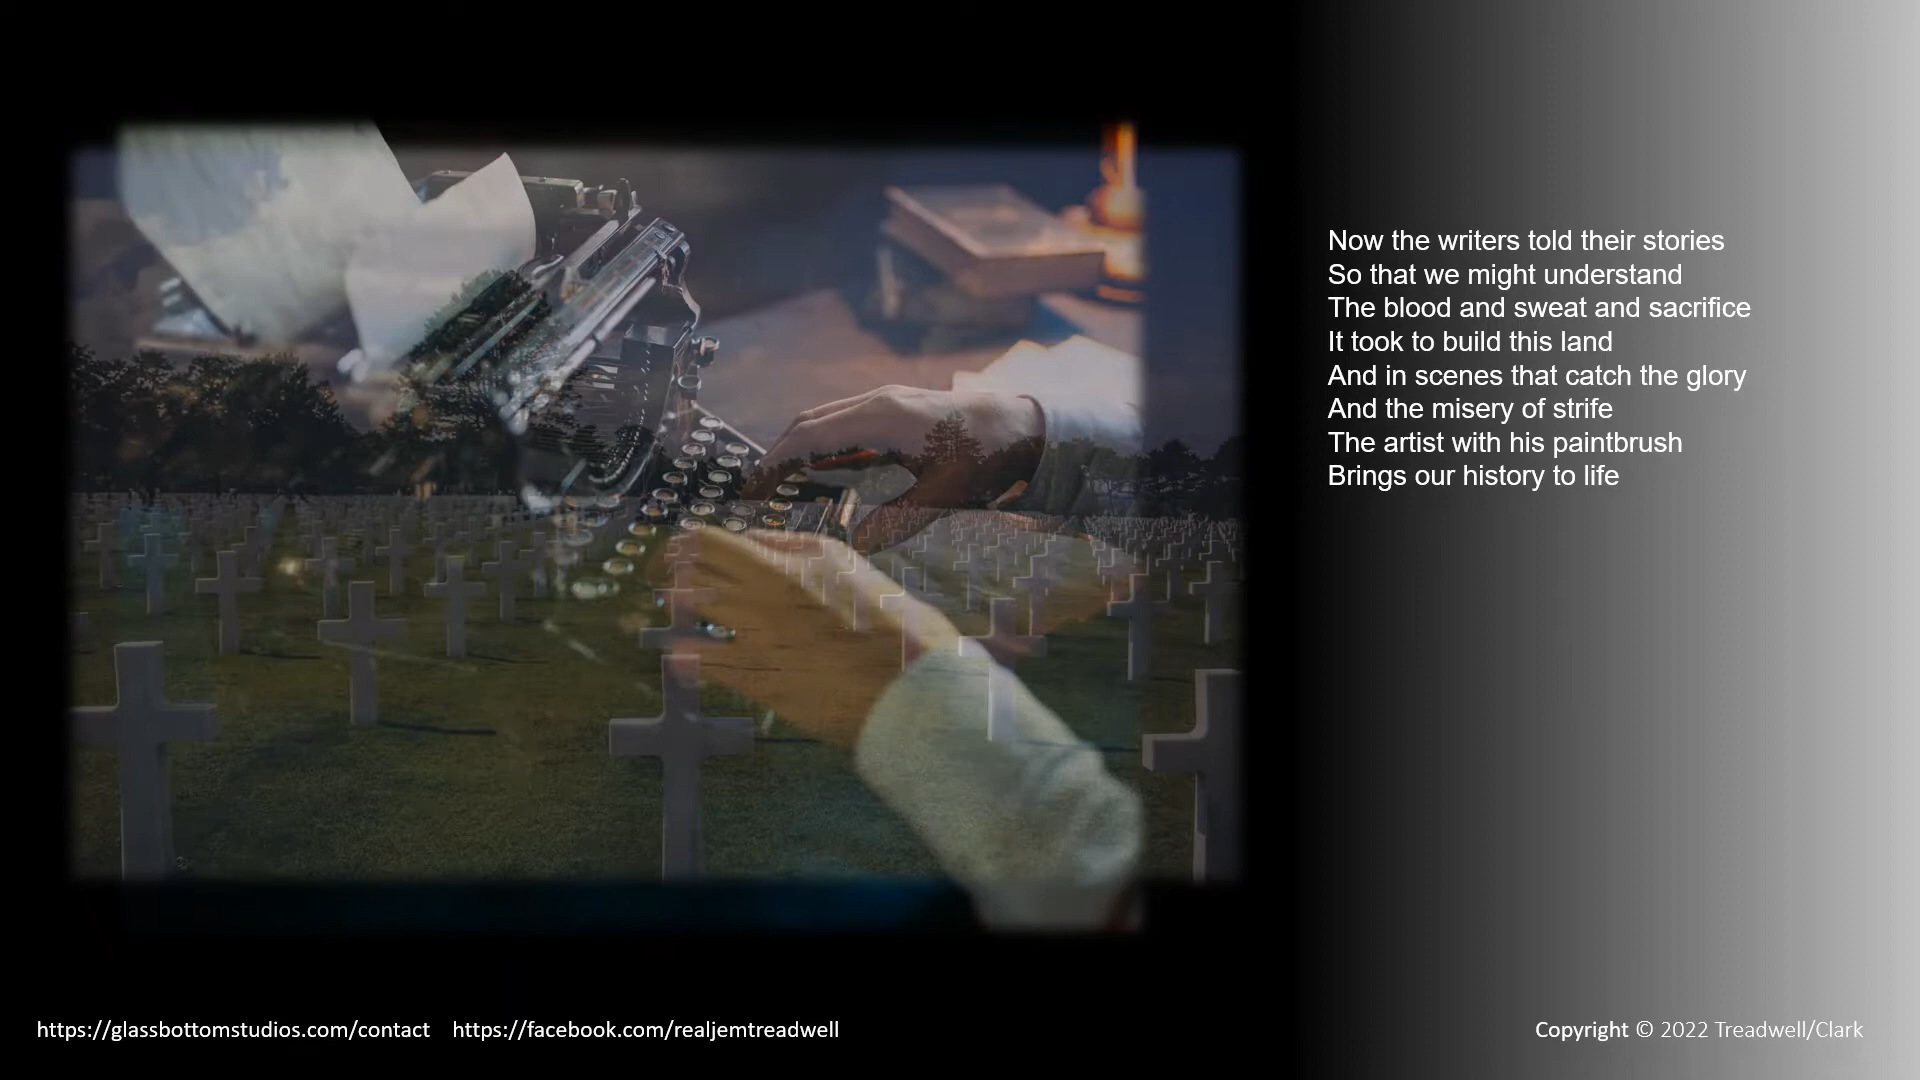 Now the writers told their stories
So that we might understand
The blood and sweat and sacrifice
It took to build this land
And in scenes that catch the glory
And the misery of strife
The artist with his paintbrush
Brings our history to life
https://glassbottomstudios.com/contact https://facebook.com/realjemtreadwell
Copyright © 2022 Treadwell/Clark